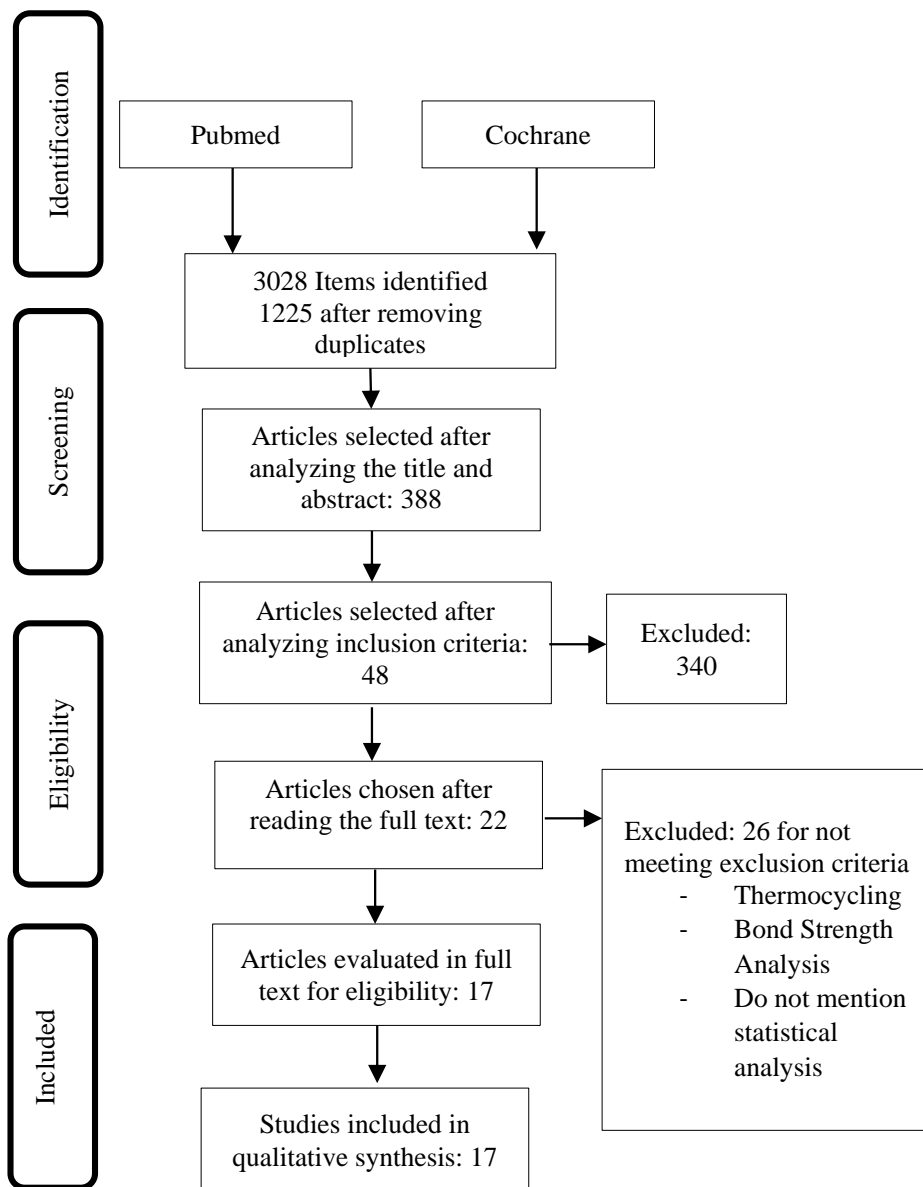 Identification
Pubmed
Cochrane
3028 Items identified
1225 after removing
duplicates
Screening
Articles selected after
analyzing the title and
abstract: 388
Articles selected after
analyzing inclusion criteria:
48
Excluded:
340
Eligibility
Articles chosen after
reading the full text: 22
Excluded: 26 for not
meeting exclusion criteria
- Thermocycling
- Bond Strength
Analysis
- Do not mention
statistical
analysis
Included
Articles evaluated in full
text for eligibility: 17
Studies included in
qualitative synthesis: 17